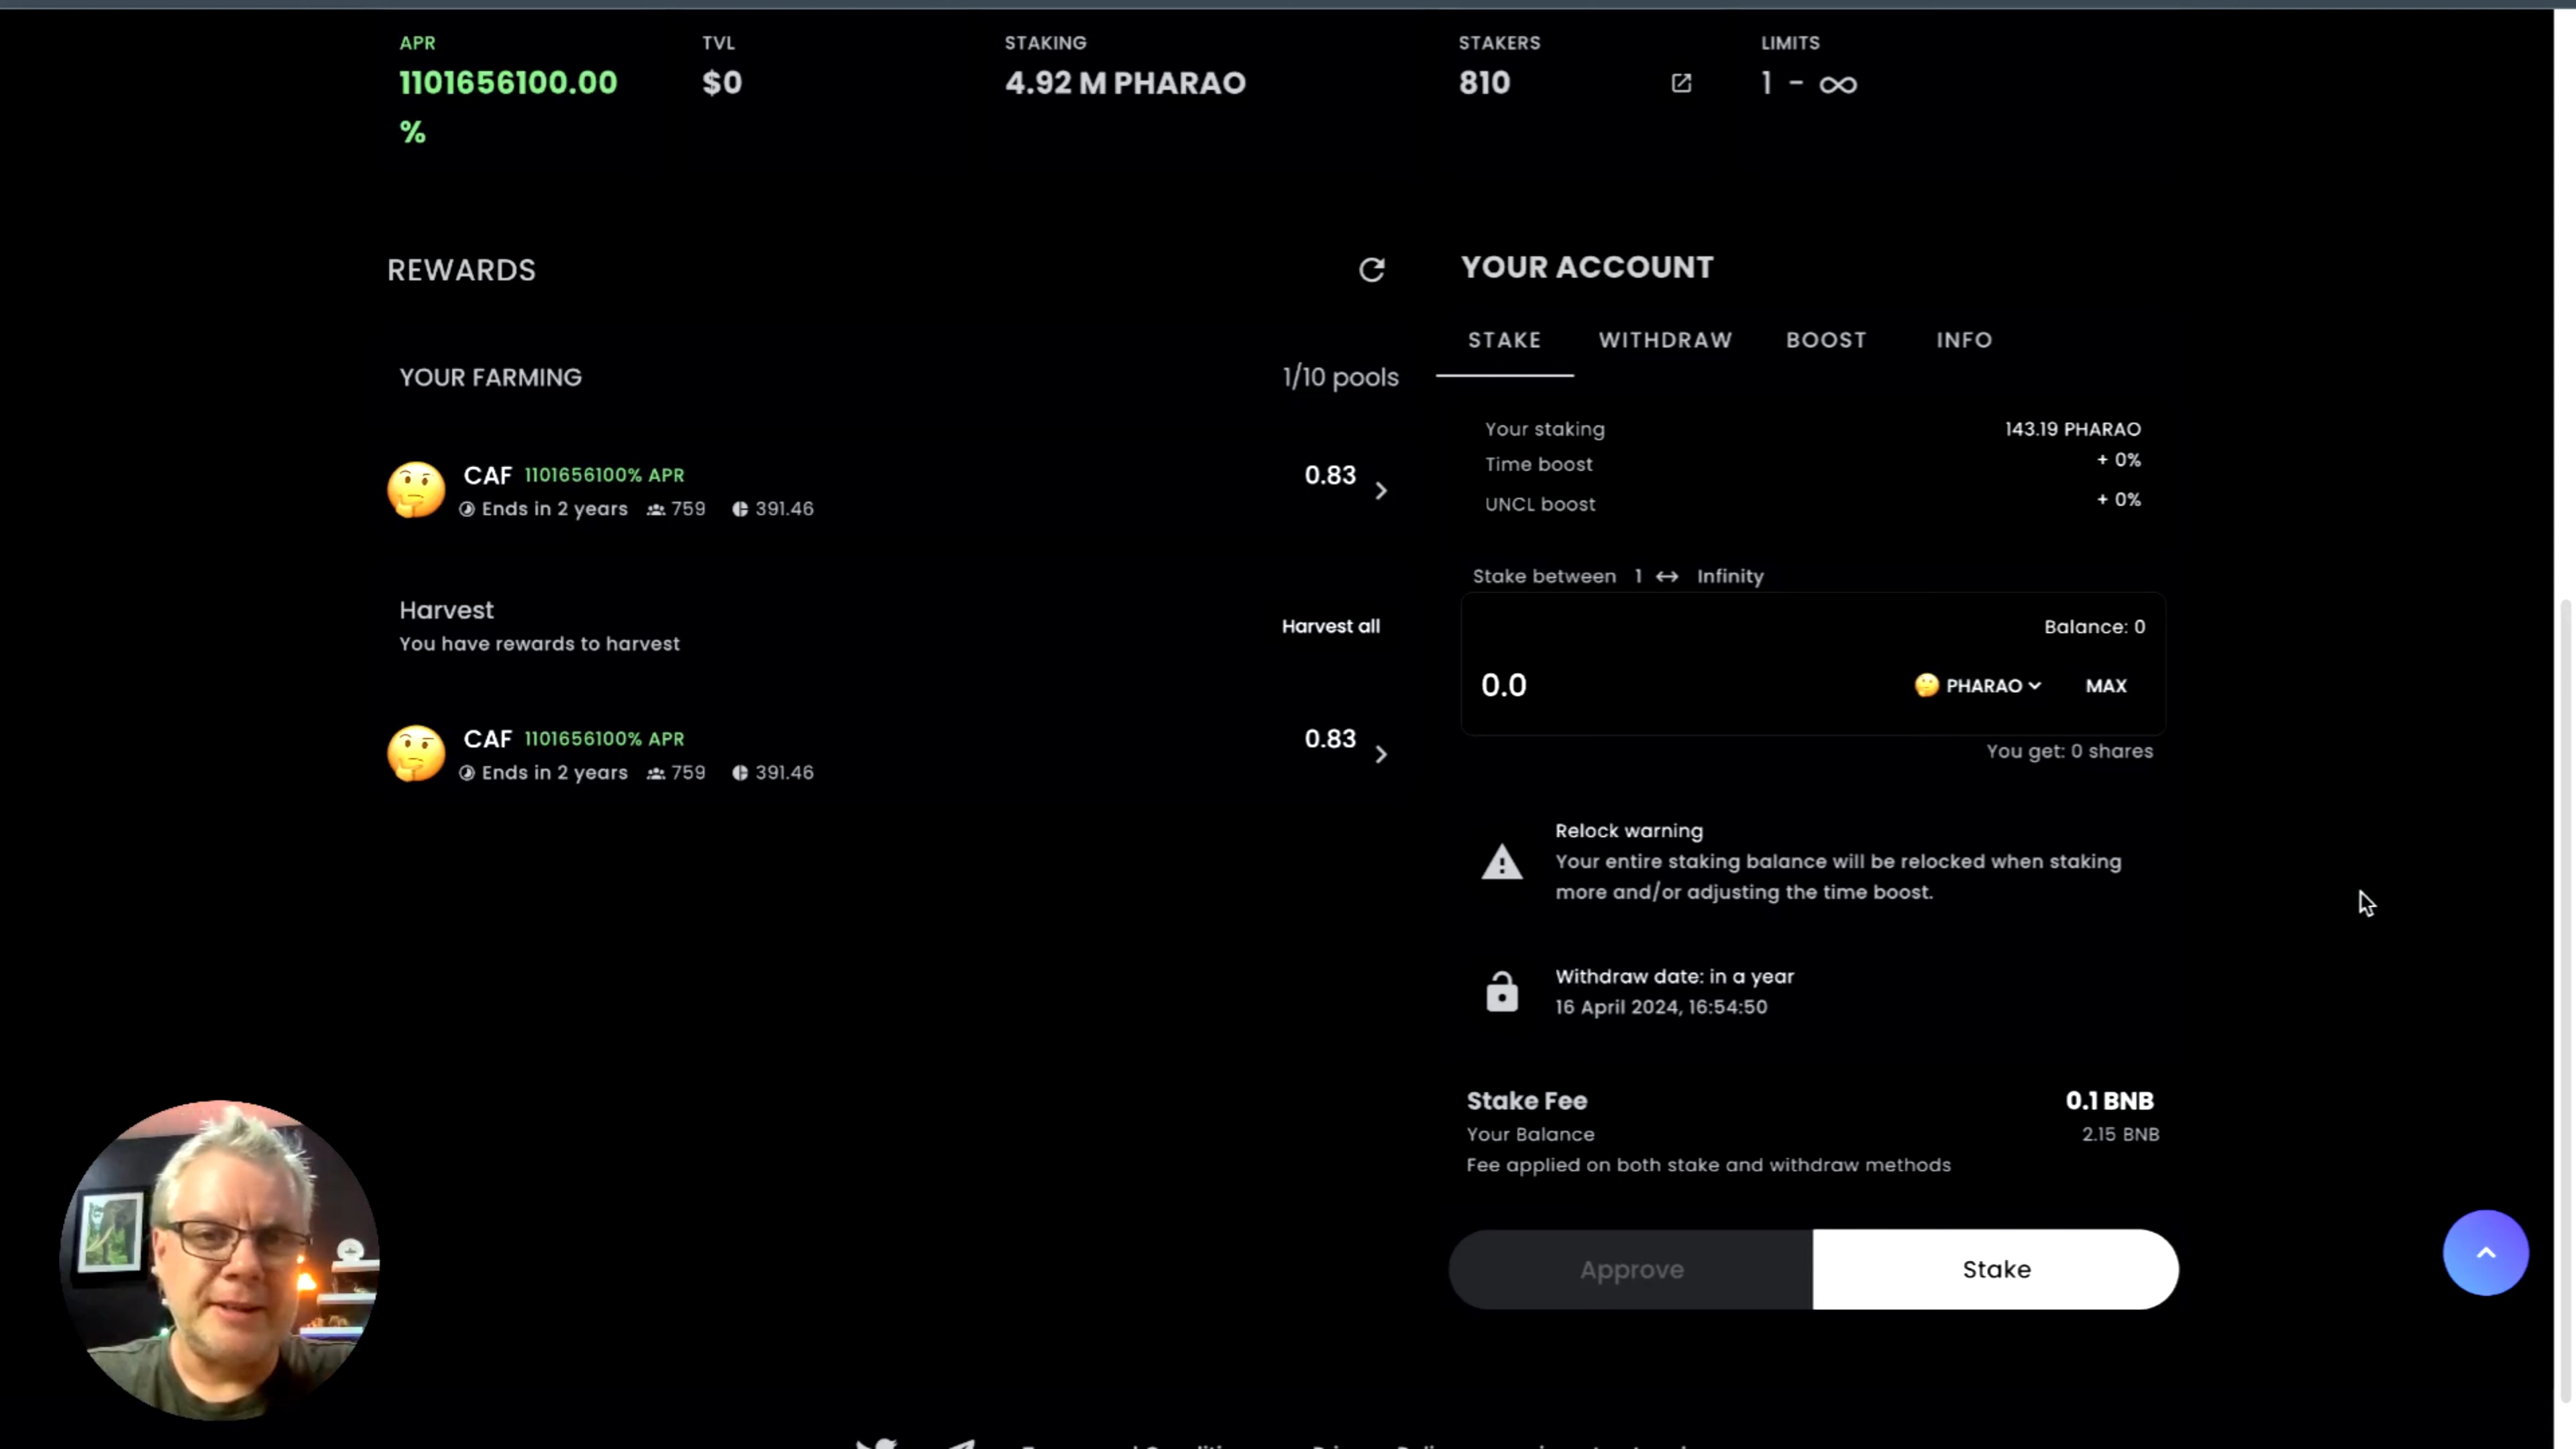 APR
1101656100.00
%
TVL
$0
STAKING
4.92 M PHARAO
STAKERS
810
LIMITS
1 - ∞
REWARDS
YOUR FARMING
1/10 pools
CAF 1101656100% APR
0.83
Ends in 2 years 759 391.46
Harvest
You have rewards to harvest
Harvest all
CAF 1101656100% APR
0.83
Ends in 2 years 759 391.46
YOUR ACCOUNT
STAKE WITHDRAW BOOST INFO
Your staking 143.19 PHARAO
Time boost + 0%
UNCL boost + 0%
Stake between 1 ↔ Infinity
Balance: 0
0.0 PHARAO MAX
You get: 0 shares
Relock warning
Your entire staking balance will be relocked when staking
more and/or adjusting the time boost.
Withdraw date: in a year
16 April 2024, 16:54:50
Stake Fee 0.1 BNB
Your Balance 2.15 BNB
Fee applied on both stake and withdraw methods
Approve Stake